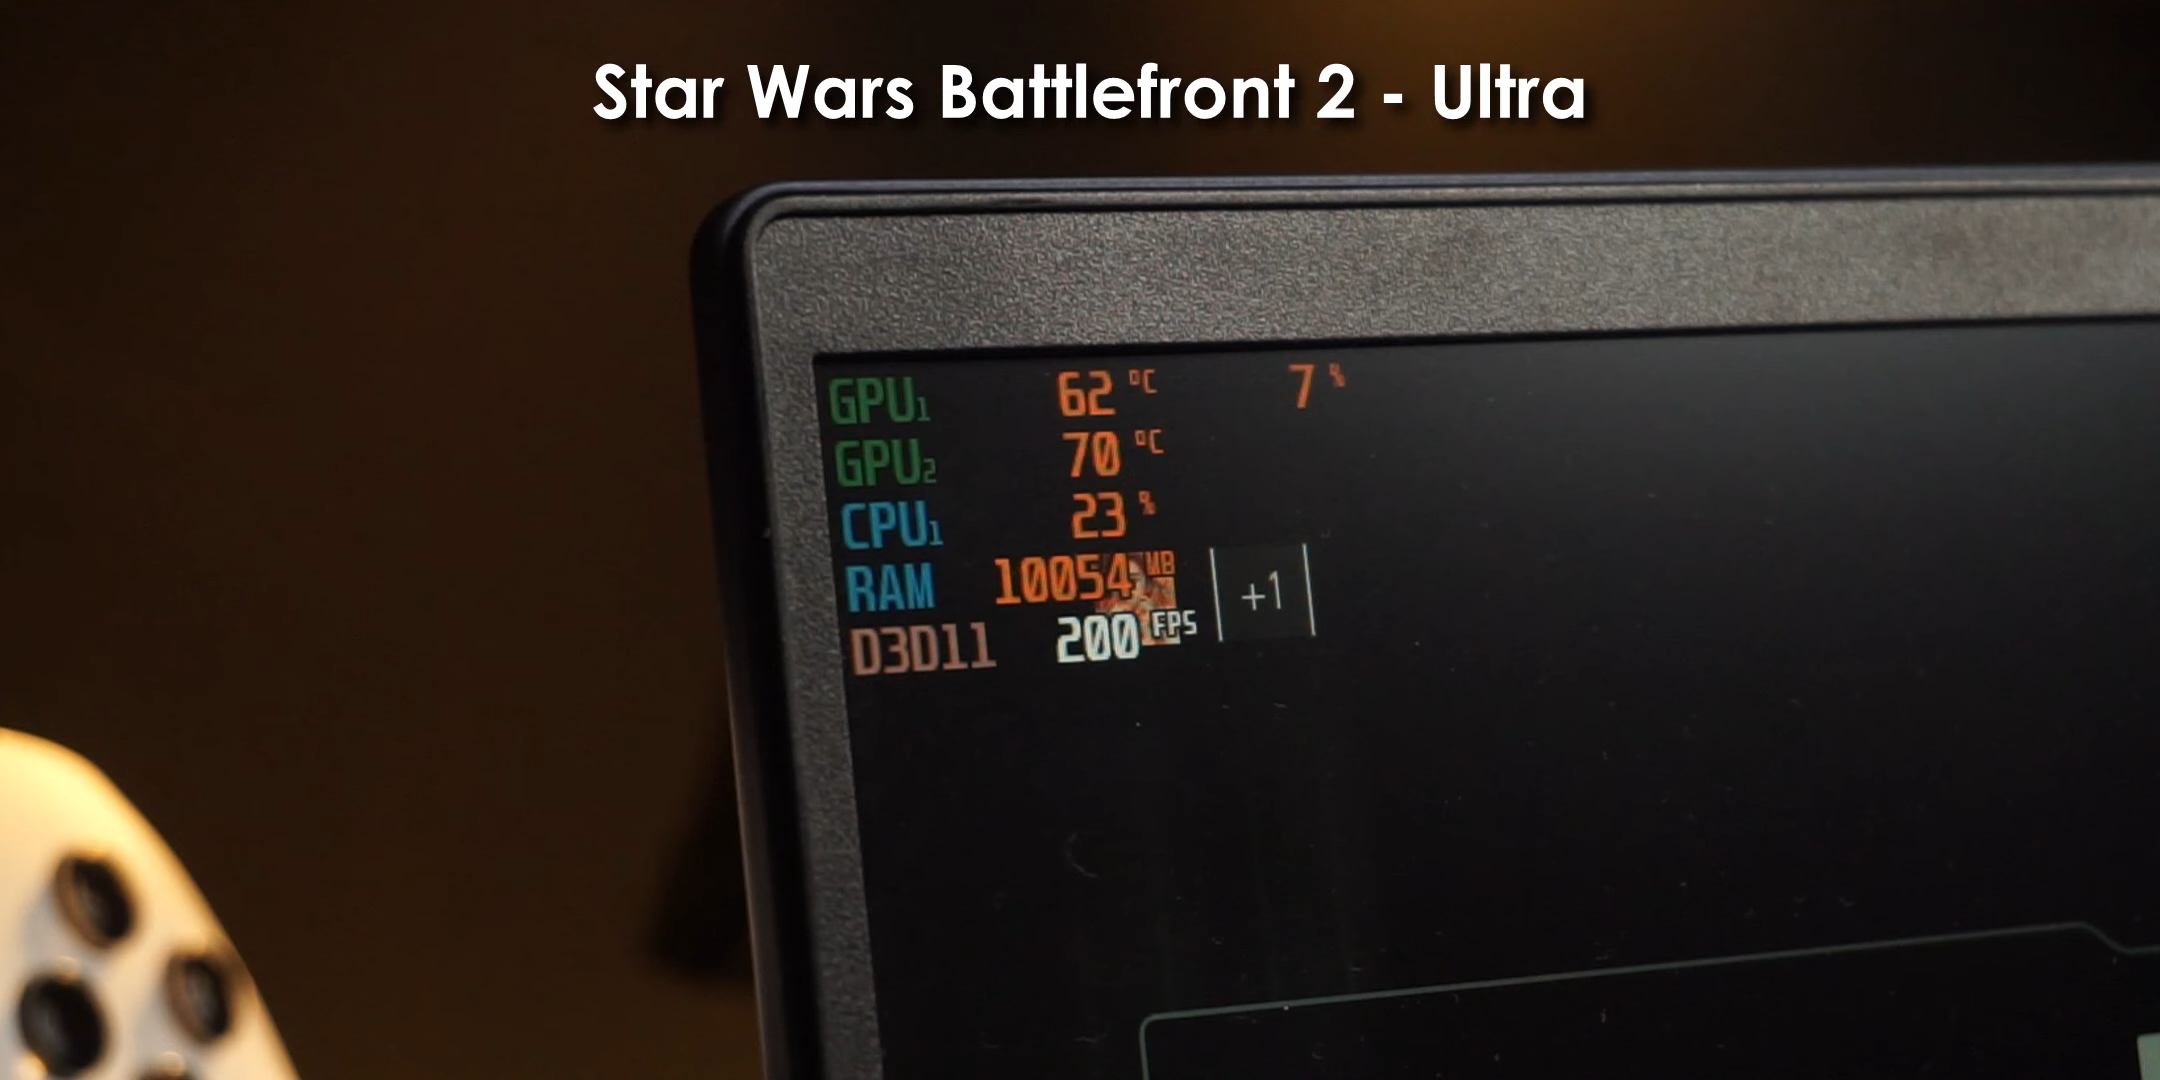 Star Wars Battlefront 2 - Ultra
GPU1 62 °C 7 %
GPU2 70 °C
CPU1 23 %
RAM 10054 MB
+1
D3D11 200 FPS